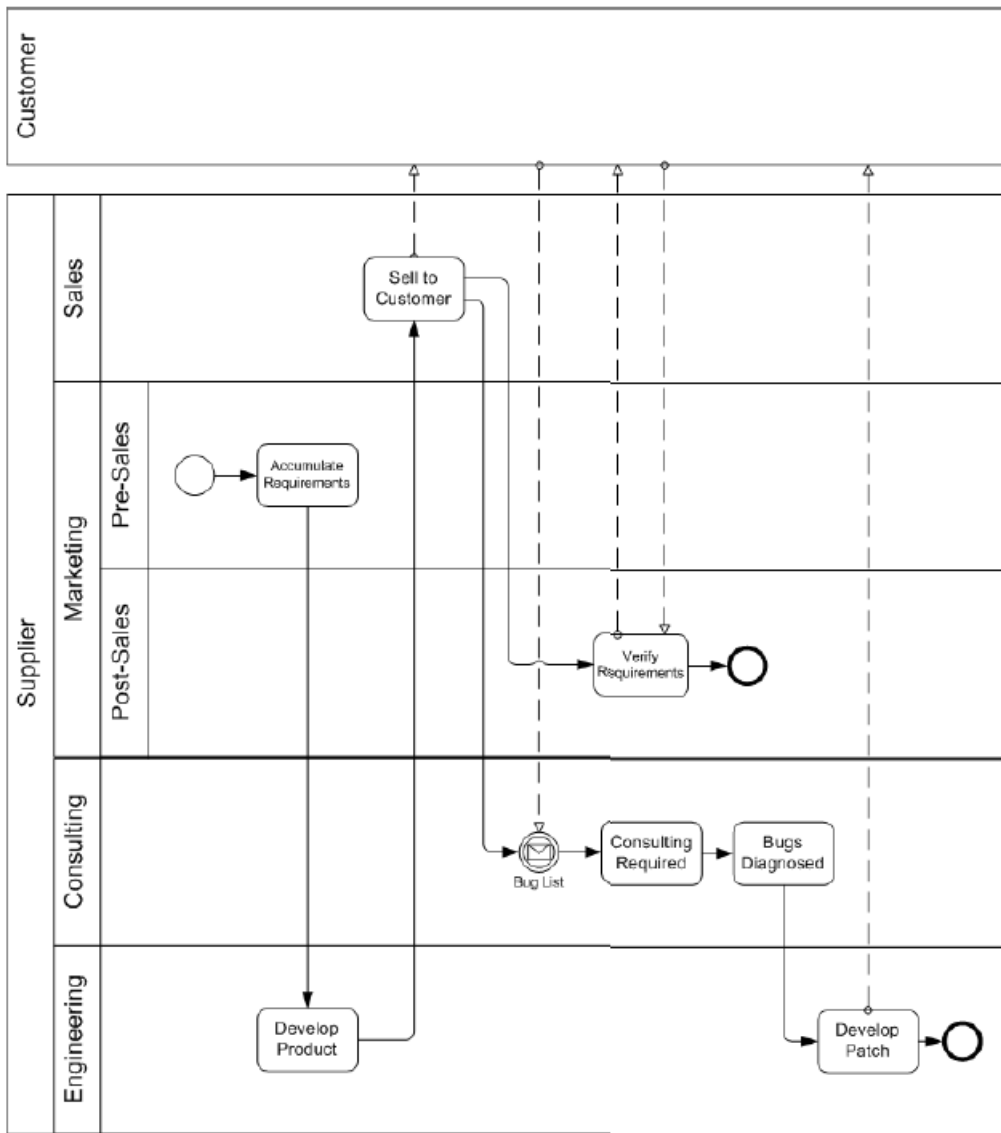 Customer
Supplier
Sales
Sell to
Customer
Marketing
Pre-Sales
Accumulate
Requirements
Post-Sales
Verify
Requirements
Consulting
Bug List
Consulting
Required
Bugs
Diagnosed
Engineering
Develop
Product
Develop
Patch